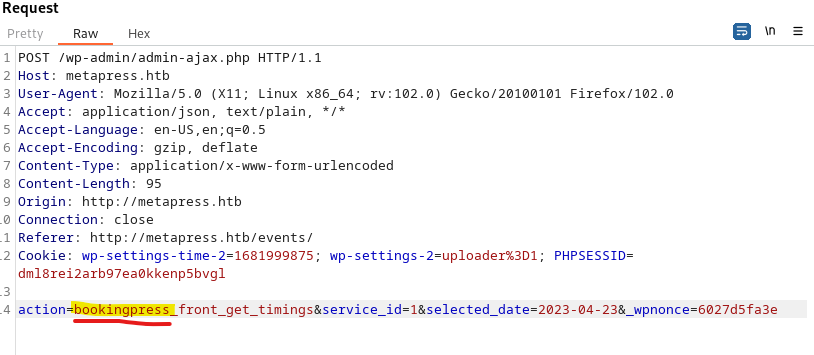 Request
Pretty Raw Hex \n
1 POST /wp-admin/admin-ajax.php HTTP/1.1
2 Host: metapress.htb
3 User-Agent: Mozilla/5.0 (X11; Linux x86_64; rv:102.0) Gecko/20100101 Firefox/102.0
4 Accept: application/json, text/plain, */*
5 Accept-Language: en-US,en;q=0.5
6 Accept-Encoding: gzip, deflate
7 Content-Type: application/x-www-form-urlencoded
8 Content-Length: 95
9 Origin: http://metapress.htb
.0 Connection: close
.1 Referer: http://metapress.htb/events/
.2 Cookie: wp-settings-time-2=1681999875; wp-settings-2=uploader%3D1; PHPSESSID=
dml8rei2arb97ea0kkenp5bvgl
.3
.4 action=bookingpress_front_get_timings&service_id=1&selected_date=2023-04-23&_wpnonce=6027d5fa3e